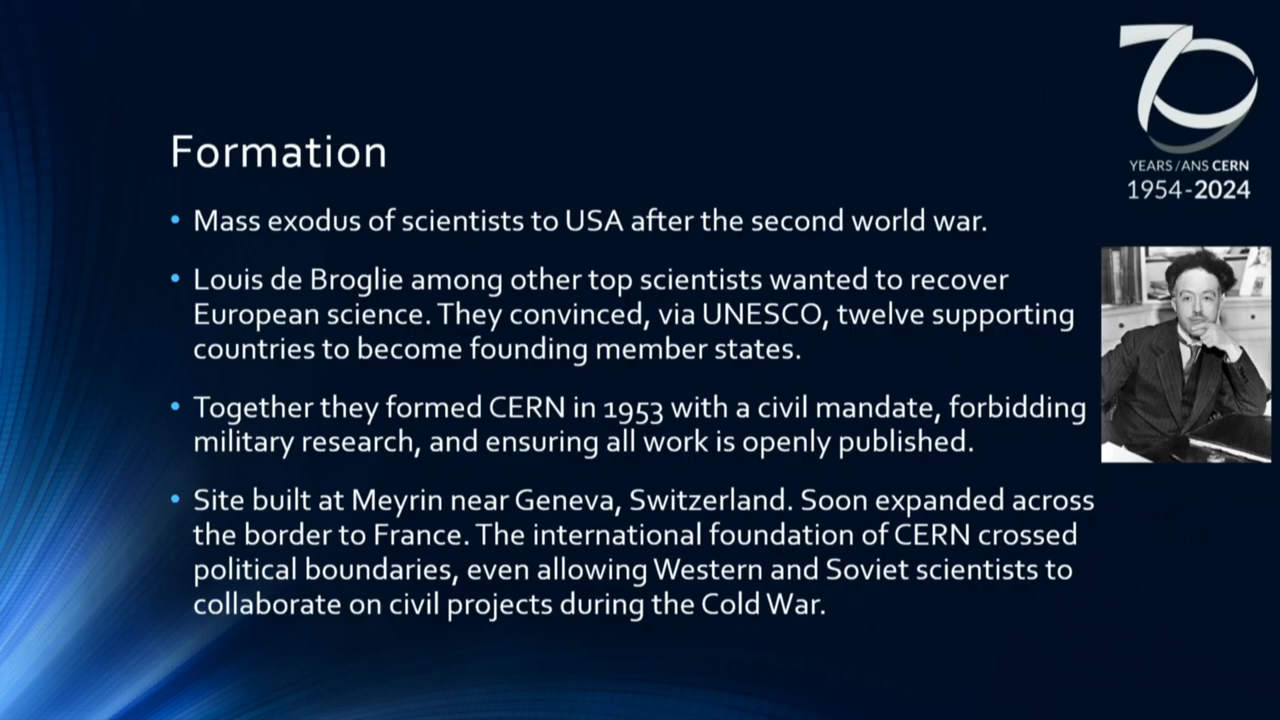 Formation
• Mass exodus of scientists to USA after the second world war.
• Louis de Broglie among other top scientists wanted to recover
European science. They convinced, via UNESCO, twelve supporting
countries to become founding member states.
• Together they formed CERN in 1953 with a civil mandate, forbidding
military research, and ensuring all work is openly published.
• Site built at Meyrin near Geneva, Switzerland. Soon expanded across
the border to France. The international foundation of CERN crossed
political boundaries, even allowing Western and Soviet scientists to
collaborate on civil projects during the Cold War.
70
YEARS/ANS CERN
1954-2024